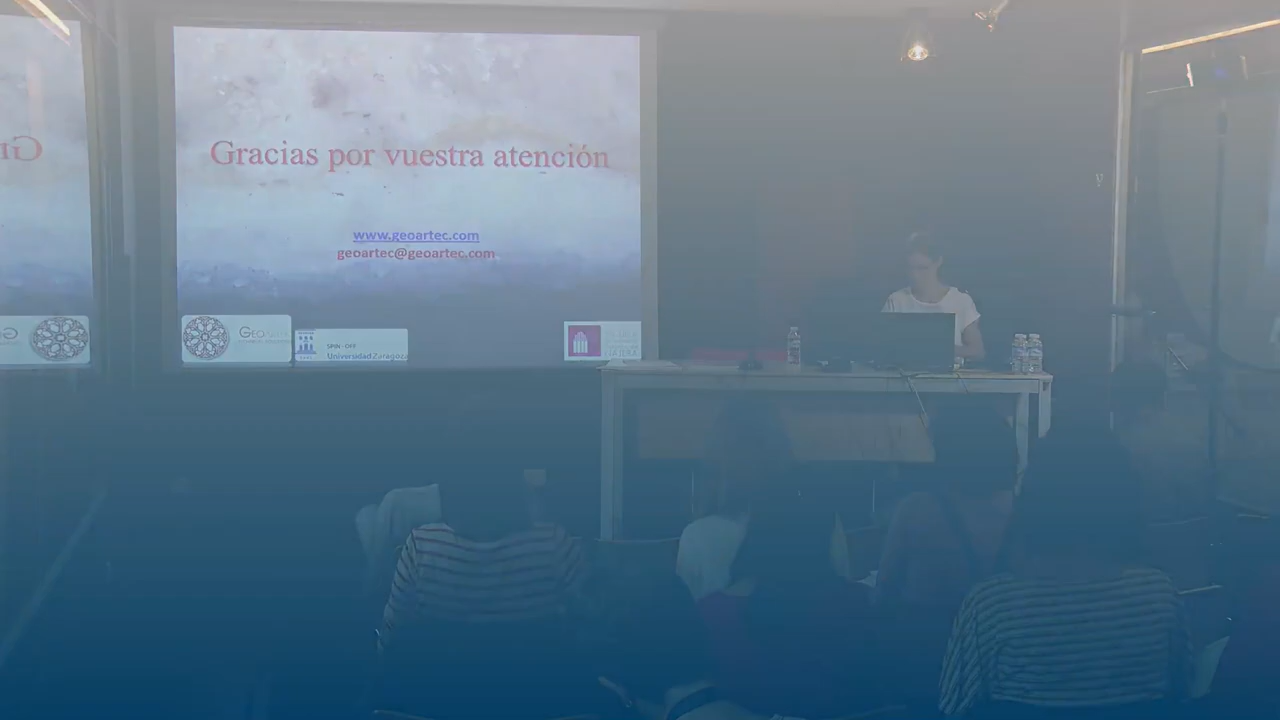 Gracias por vuestra atención
www.geoartec.com
geoartec@geoartec.com
SPIN-OFF
Universidad Zaragoza